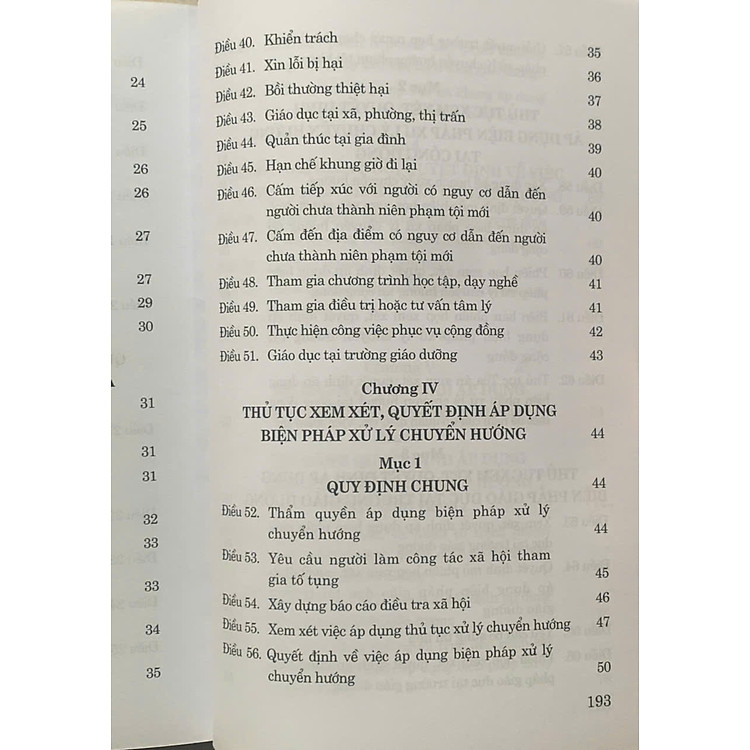 24
25
26
26
27
27
29
30
31
31
31
32
33
33
34
35
Điều 40. Khiển trách 35
Điều 41. Xin lỗi bị hại 36
Điều 42. Bồi thường thiệt hại 37
Điều 43. Giáo dục tại xã, phường, thị trấn 38
Điều 44. Quản thúc tại gia đình 39
Điều 45. Hạn chế khung giờ đi lại 40
Điều 46. Cấm tiếp xúc với người có nguy cơ dẫn đến
người chưa thành niên phạm tội mới 40
Điều 47. Cấm đến địa điểm có nguy cơ dẫn đến người
chưa thành niên phạm tội mới 40
Điều 48. Tham gia chương trình học tập, dạy nghề 41
Điều 49. Tham gia điều trị hoặc tư vấn tâm lý 41
Điều 50. Thực hiện công việc phục vụ cộng đồng 42
Điều 51. Giáo dục tại trường giáo dưỡng 43
Chương IV
THỦ TỤC XEM XÉT, QUYẾT ĐỊNH ÁP DỤNG
BIỆN PHÁP XỬ LÝ CHUYỂN HƯỚNG 44
Mục 1
QUY ĐỊNH CHUNG 44
Điều 52. Thẩm quyền áp dụng biện pháp xử lý
chuyển hướng 44
Điều 53. Yêu cầu người làm công tác xã hội tham
gia tố tụng 45
Điều 54. Xây dựng báo cáo điều tra xã hội 46
Điều 55. Xem xét việc áp dụng thủ tục xử lý chuyển hướng 47
Điều 56. Quyết định về việc áp dụng biện pháp xử lý
chuyển hướng 50
193